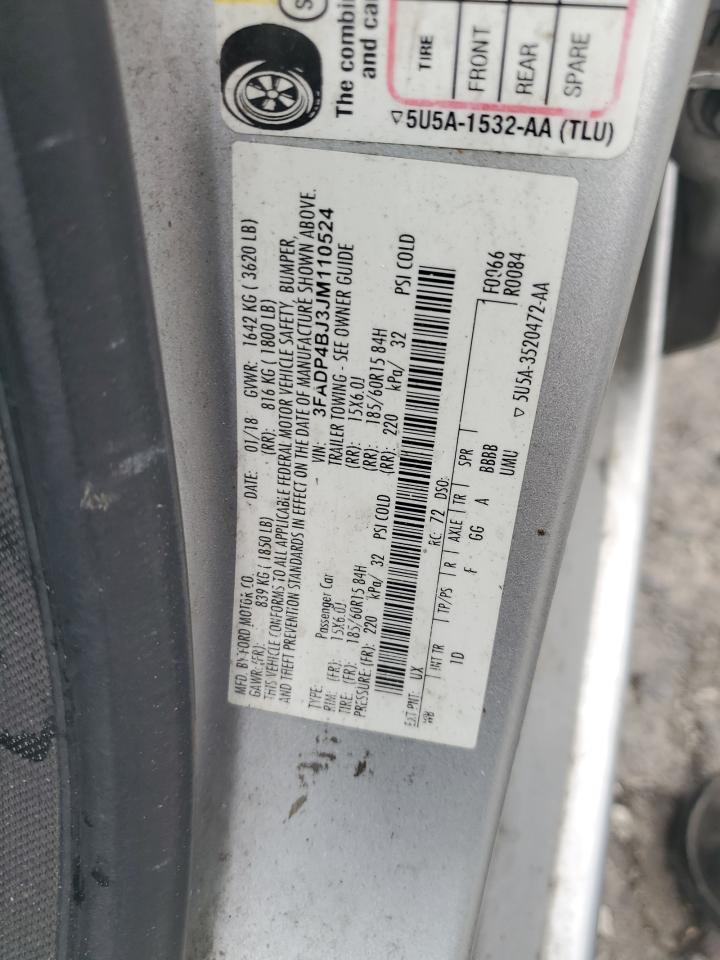 The combin
and car
TIRE
FRONT
REAR
SPARE
▽5U5A-1532-AA (TLU)
MFD. BY FORD MOTOR CO.
DATE: 01/18 GVWR: 1642 KG ( 3620 LB)
GAWR:(FR): 839 KG ( 1850 LB) (RR): 816 KG ( 1800 LB)
THIS VEHICLE CONFORMS TO ALL APPLICABLE FEDERAL MOTOR VEHICLE SAFETY, BUMPER,
AND THEFT PREVENTION STANDARDS IN EFFECT ON THE DATE OF MANUFACTURE SHOWN ABOVE.
VIN: 3FADP4BJ3JM110524
TYPE: Passenger Car TRAILER TOWING - SEE OWNER GUIDE
RIM: (FR): 15X6.0J (RR): 15X6.0J
TIRE: (FR): 185/60R15 84H (RR): 185/60R15 84H
PRESSURE:(FR): 220 kPa/ 32 PSI COLD (RR): 220 kPa/ 32 PSI COLD
EXT PNT: UX RC: 72 DSO: F0066
R0084
INT TR TP/PS R AXLE TR SPR
1D F GG A BBBB
UMU
▽ 5U5A-3520472-AA